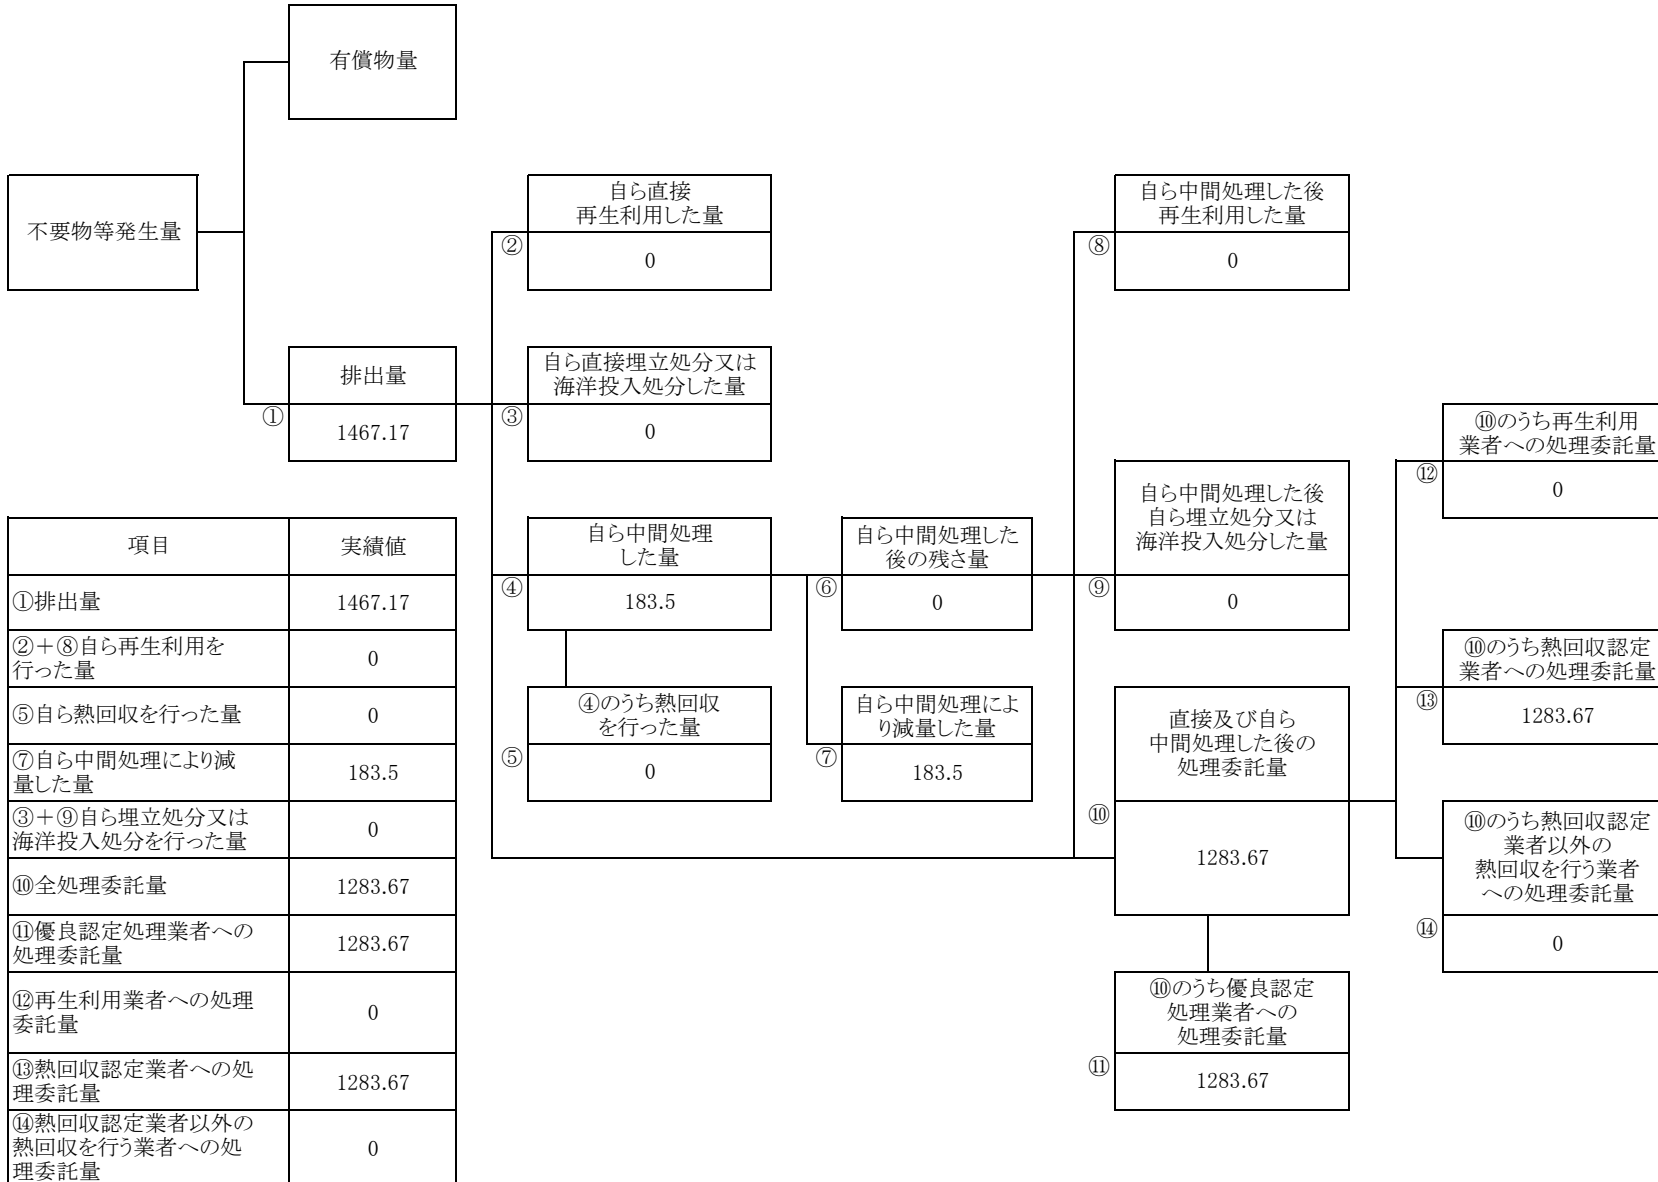 有償物量
不要物等発生量
自ら直接
再生利用した量
②
0
自ら中間処理した後
再生利用した量
⑧
0
排出量
①
1467.17
自ら直接埋立処分又は
海洋投入処分した量
③
0
⑩のうち再生利用
業者への処理委託量
⑫
0
自ら中間処理した後
自ら埋立処分又は
海洋投入処分した量
⑨
0
自ら中間処理
した量
④
183.5
自ら中間処理した
後の残さ量
⑥
0
④のうち熱回収
を行った量
⑤
0
自ら中間処理によ
り減量した量
⑦
183.5
直接及び自ら
中間処理した後の
処理委託量
⑩
1283.67
⑩のうち熱回収認定
業者への処理委託量
⑬
1283.67
⑩のうち熱回収認定
業者以外の
熱回収を行う業者
への処理委託量
⑭
0
⑩のうち優良認定
処理業者への
処理委託量
⑪
1283.67
項目
実績値
①排出量
1467.17
②＋⑧自ら再生利用を
行った量
0
⑤自ら熱回収を行った量
0
⑦自ら中間処理により減
量した量
183.5
③＋⑨自ら埋立処分又は
海洋投入処分を行った量
0
⑩全処理委託量
1283.67
⑪優良認定処理業者への
処理委託量
1283.67
⑫再生利用業者への処理
委託量
0
⑬熱回収認定業者への処
理委託量
1283.67
⑭熱回収認定業者以外の
熱回収を行う業者への処
理委託量
0